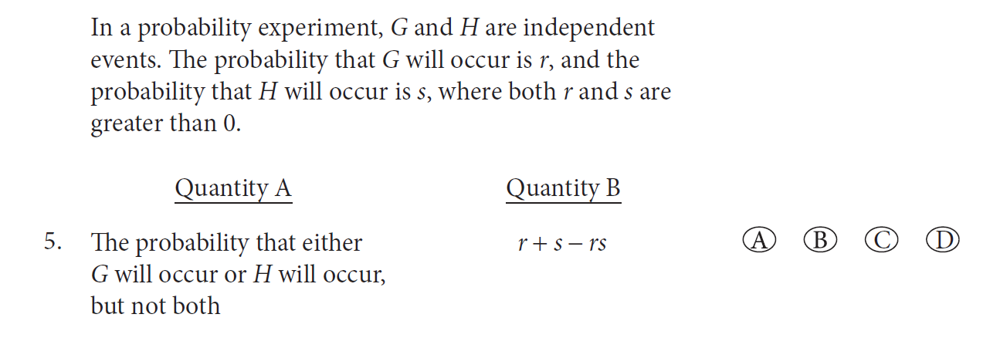 In a probability experiment, G and H are independent
events. The probability that G will occur is r, and the
probability that H will occur is s, where both r and s are
greater than 0.
Quantity A Quantity B
5. The probability that either r + s – rs A B C D
G will occur or H will occur,
but not both